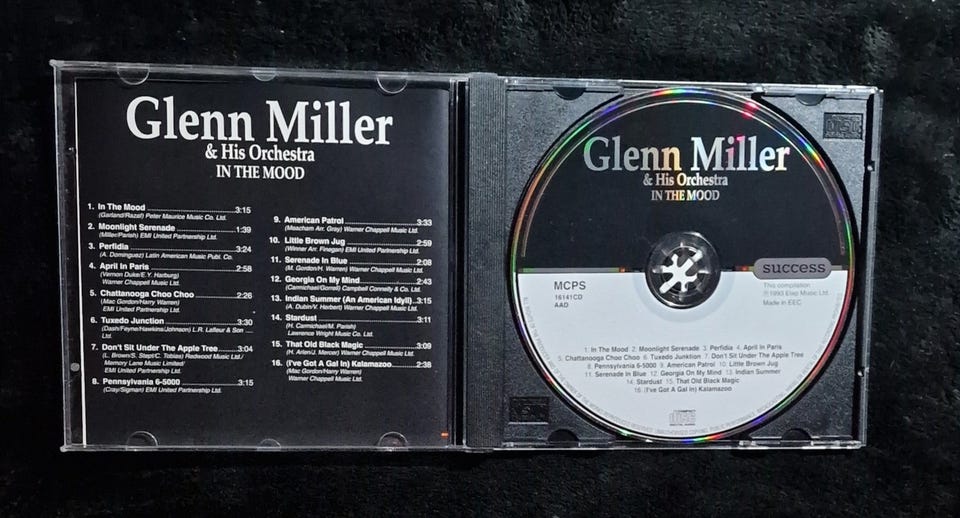 Glenn Miller
& His Orchestra
IN THE MOOD
1. In The Mood 3:15
(Garland/Razaf) Peter Maurice Music Co. Ltd.
2. Moonlight Serenade 1:39
(Miller/Parish) EMI United Partnership Ltd.
3. Perfidia 3:24
(A. Dominguez) Latin American Music Publ. Co.
4. April In Paris 2:58
(Vernon Duke/E.Y. Harburg)
Warner Chappell Music Ltd.
5. Chattanooga Choo Choo 2:26
(Mac Gordon/Harry Warren)
EMI United Partnership Ltd.
6. Tuxedo Junction 3:30
(Dash/Feyne/Hawkins/Johnson) L.R. Lafleur & Son
Ltd.
7. Don't Sit Under The Apple Tree 3:04
(L. Brown/S. Stept/C. Tobias) Redwood Music Ltd./
Memory Lane Music Limited/
EMI United Partnership Ltd.
8. Pennsylvania 6-5000 3:15
(Gray/Sigman) EMI United Partnership Ltd.
9. American Patrol 3:33
(Meacham Arr. Gray) Warner Chappell Music Ltd.
10. Little Brown Jug 2:59
(Winner Arr. Finegan) EMI United Partnership Ltd.
11. Serenade In Blue 2:08
(M. Gordon/H. Warren) Warner Chappell Music Ltd.
12. Georgia On My Mind 2:43
(Carmichael/Gorrell) Campbell Connelly & Co. Ltd.
13. Indian Summer (An American Idyll) 3:15
(A. Dubin/V. Herbert) Warner Chappell Music Ltd.
14. Stardust 3:11
(H. Carmichael/M. Parish)
Lawrence Wright Music Co. Ltd.
15. That Old Black Magic 3:09
(H. Arlen/J. Mercer) Warner Chappell Music Ltd.
16. (I've Got A Gal In) Kalamazoo 2:38
(Mac Gordon/Harry Warren)
Warner Chappell Music Ltd.
Glenn Miller
& His Orchestra
IN THE MOOD
success
MCPS
16141CD
AAD
This compilation
℗1993 Elap Music Ltd.
Made in EEC
1. In The Mood 2. Moonlight Serenade 3. Perfidia 4. April In Paris
5. Chattanooga Choo Choo 6. Tuxedo Junktion 7. Don't Sit Under The Apple Tree
8. Pennsylvania 6-5000 9. American Patrol 10. Little Brown Jug
11. Serenade In Blue 12. Georgia On My Mind 13. Indian Summer
14. Stardust 15. That Old Black Magic
16. (I've Got A Gal In) Kalamazoo